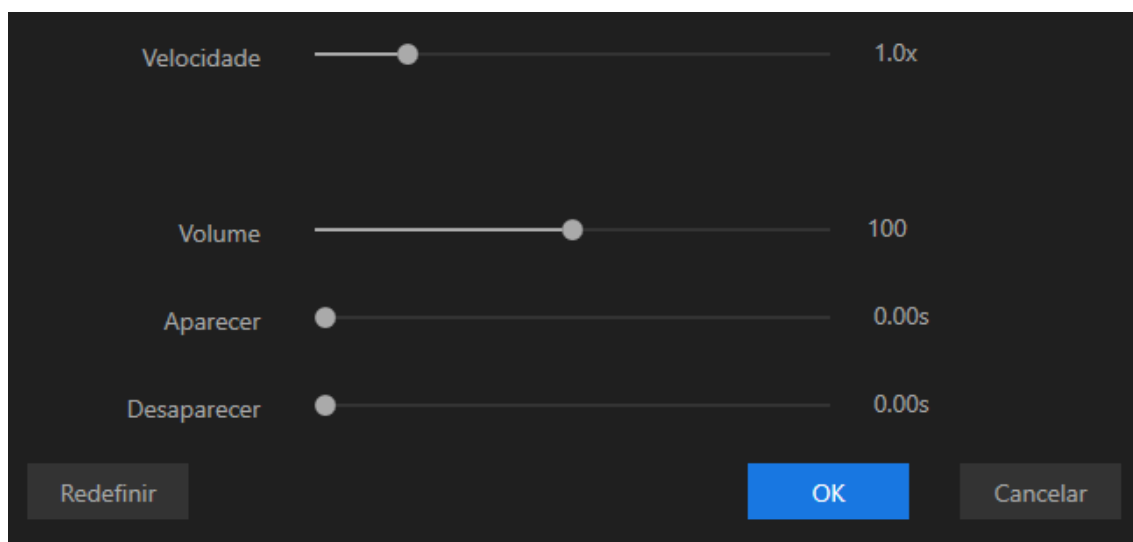 Velocidade 1.0x
Volume 100
Aparecer 0.00s
Desaparecer 0.00s
Redefinir OK Cancelar